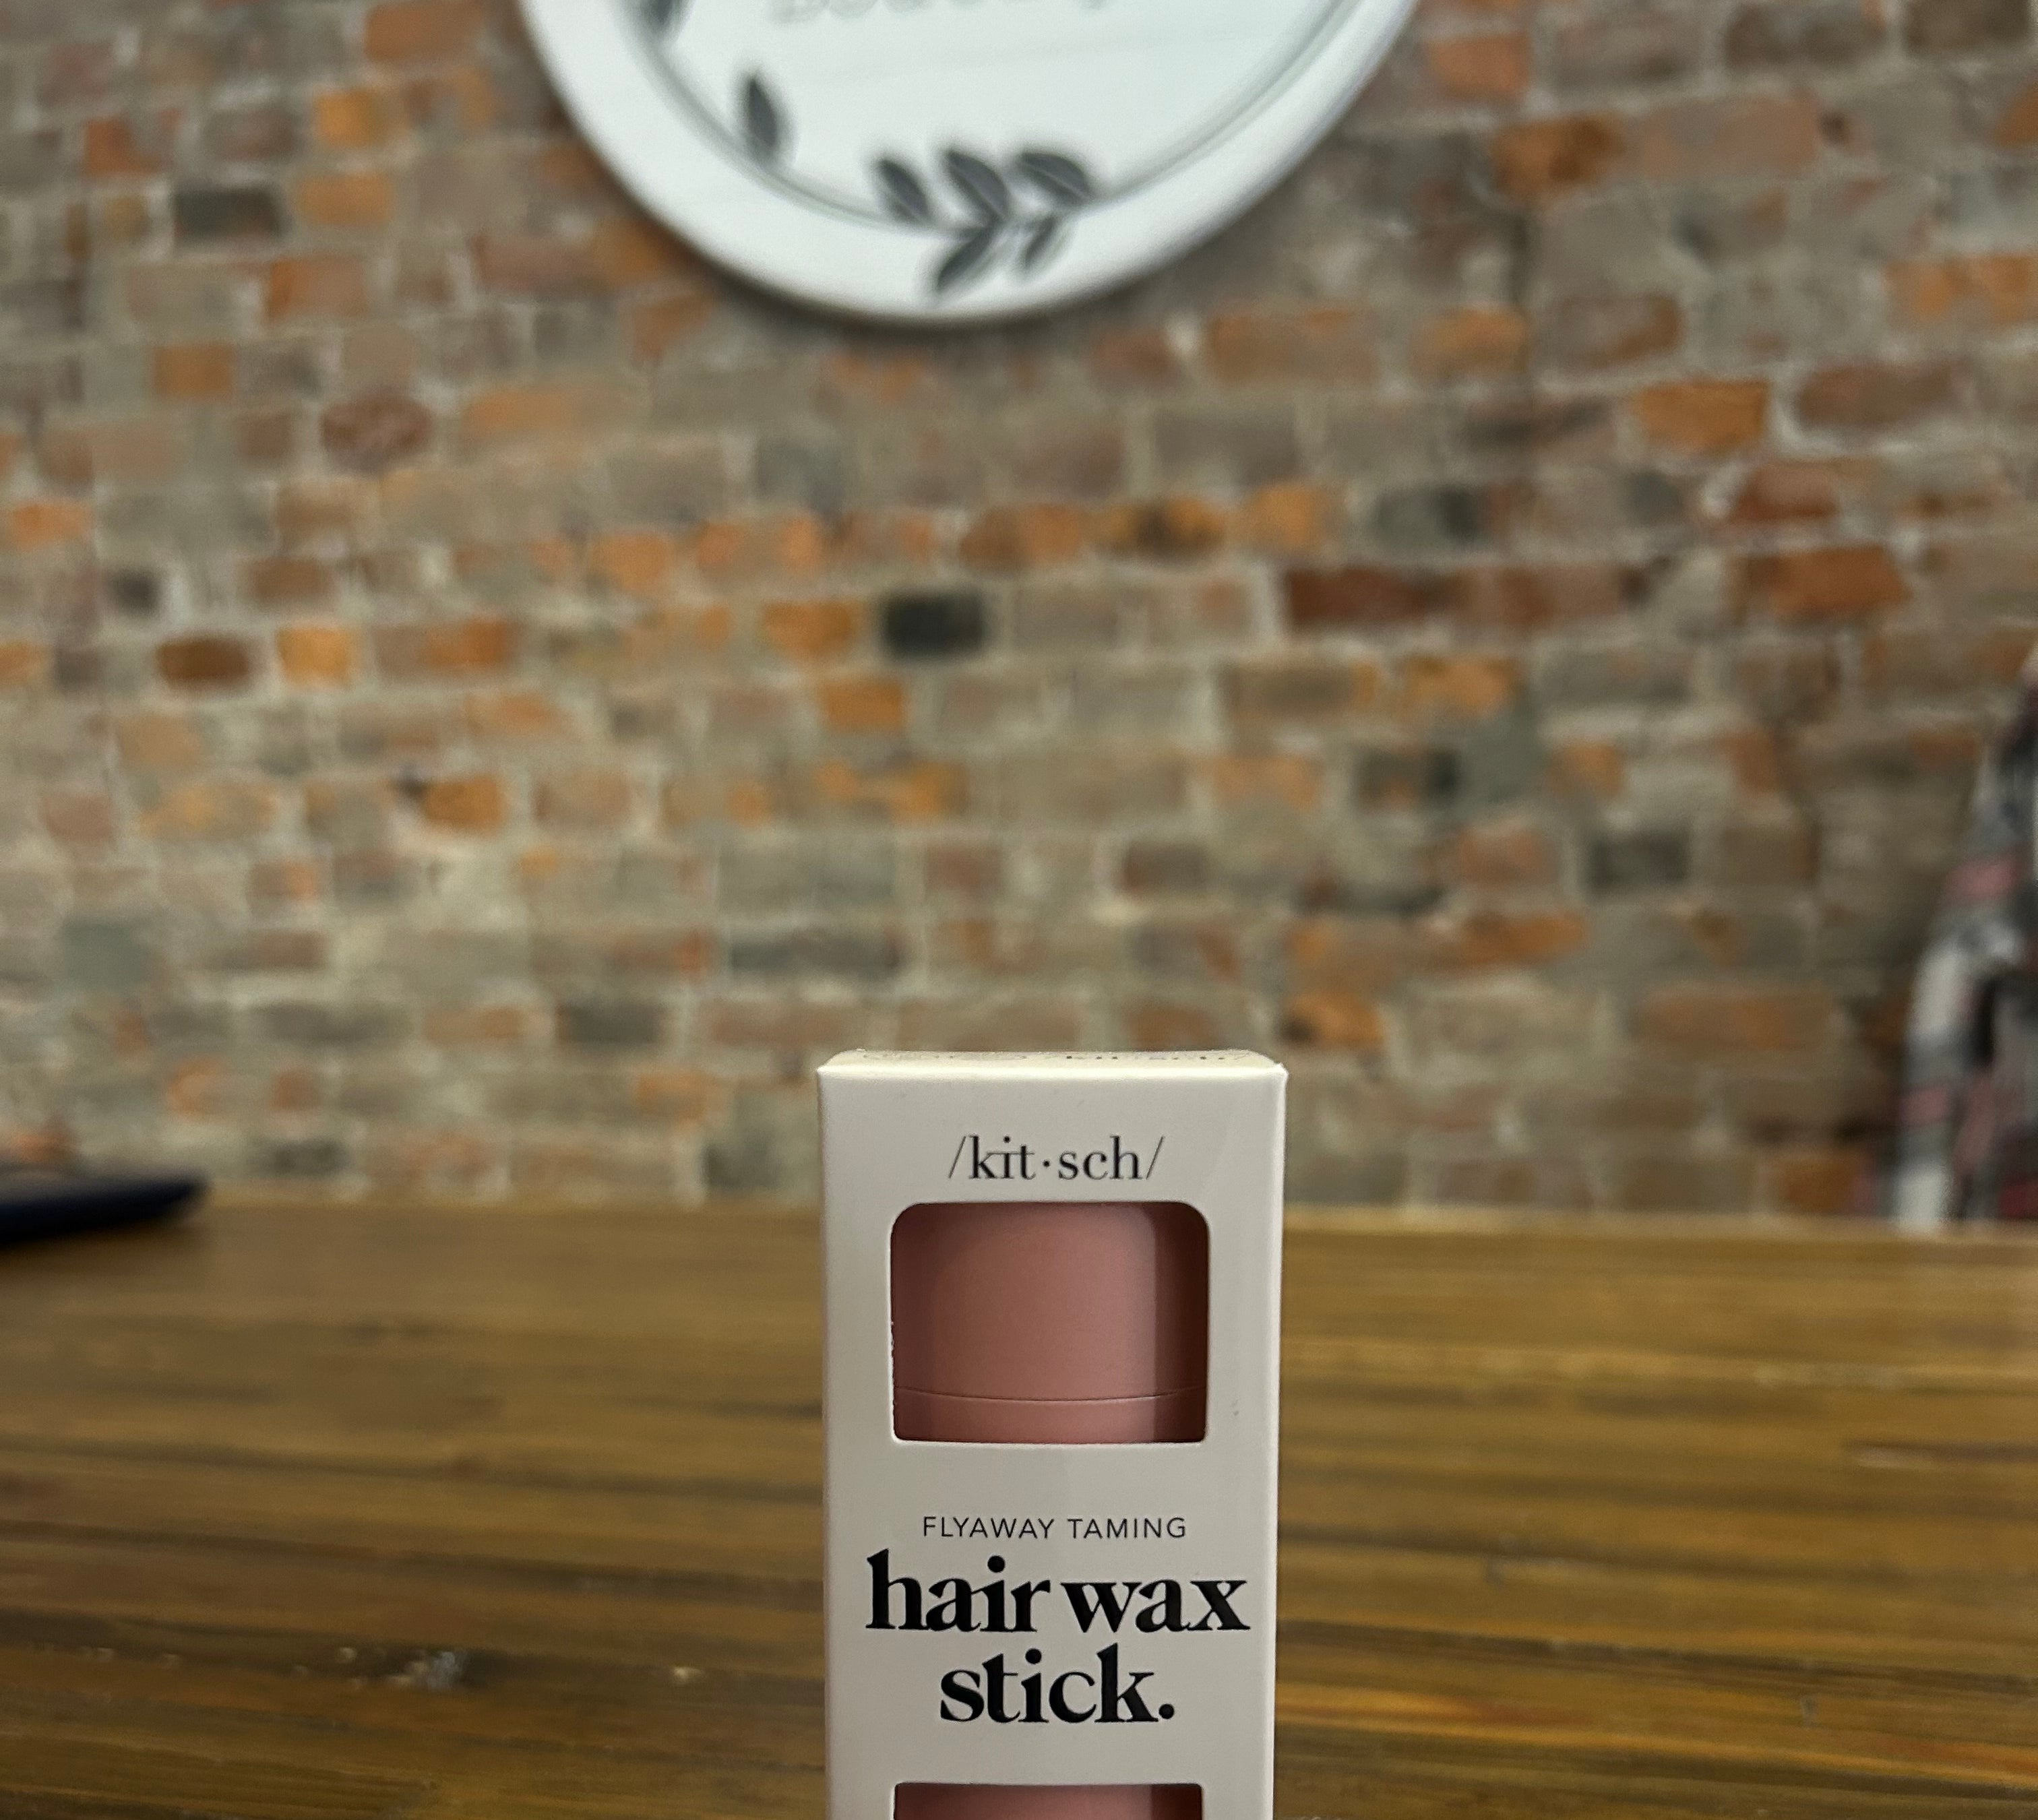 /kit·sch/
FLYAWAY TAMING
hair wax
stick.